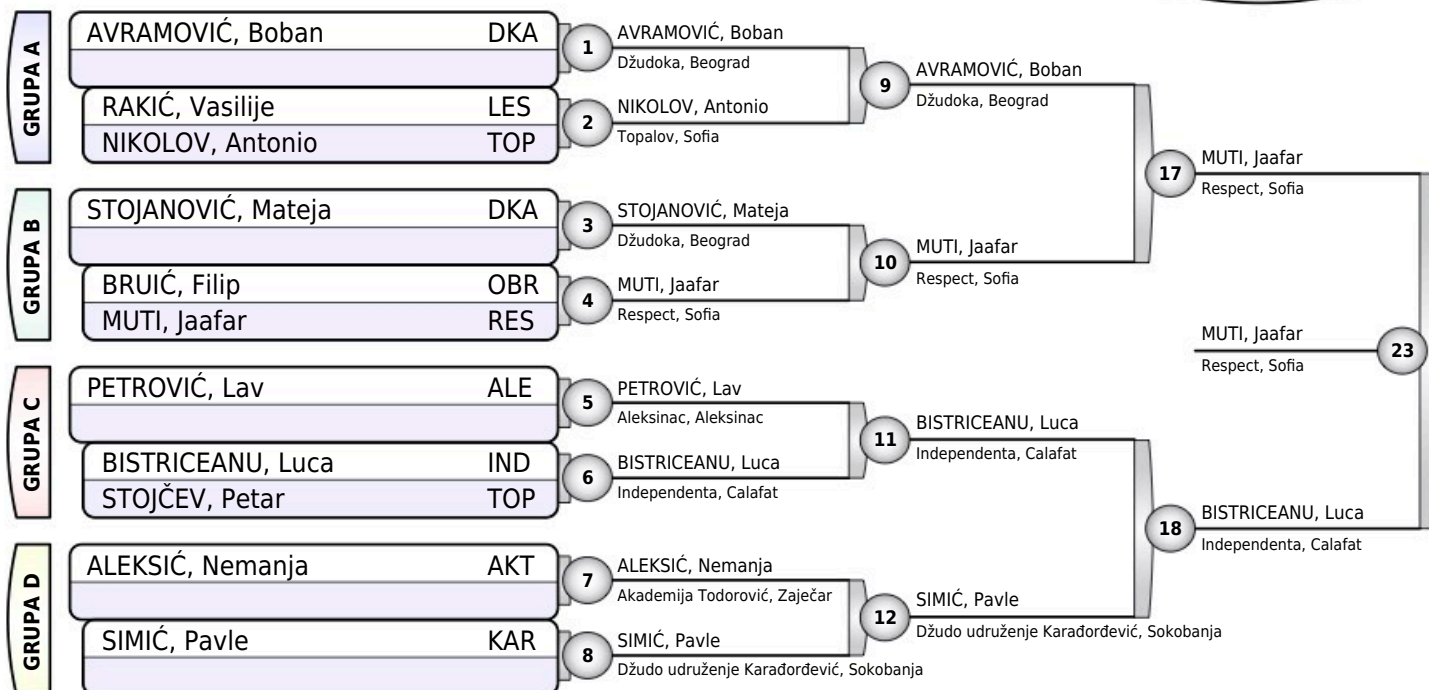 GRUPA A
AVRAMOVIĆ, Boban DKA
RAKIĆ, Vasilije LES
NIKOLOV, Antonio TOP
GRUPA B
STOJANOVIĆ, Mateja DKA
BRUIĆ, Filip OBR
MUTI, Jaafar RES
GRUPA C
PETROVIĆ, Lav ALE
BISTRICEANU, Luca IND
STOJČEV, Petar TOP
GRUPA D
ALEKSIĆ, Nemanja AKT
SIMIĆ, Pavle KAR
1
AVRAMOVIĆ, Boban
Džudoka, Beograd
2
NIKOLOV, Antonio
Topalov, Sofia
3
STOJANOVIĆ, Mateja
Džudoka, Beograd
4
MUTI, Jaafar
Respect, Sofia
5
PETROVIĆ, Lav
Aleksinac, Aleksinac
6
BISTRICEANU, Luca
Independenta, Calafat
7
ALEKSIĆ, Nemanja
Akademija Todorović, Zaječar
8
SIMIĆ, Pavle
Džudo udruženje Karađorđević, Sokobanja
9
AVRAMOVIĆ, Boban
Džudoka, Beograd
10
MUTI, Jaafar
Respect, Sofia
11
BISTRICEANU, Luca
Independenta, Calafat
12
SIMIĆ, Pavle
Džudo udruženje Karađorđević, Sokobanja
17
MUTI, Jaafar
Respect, Sofia
18
BISTRICEANU, Luca
Independenta, Calafat
MUTI, Jaafar
Respect, Sofia
23